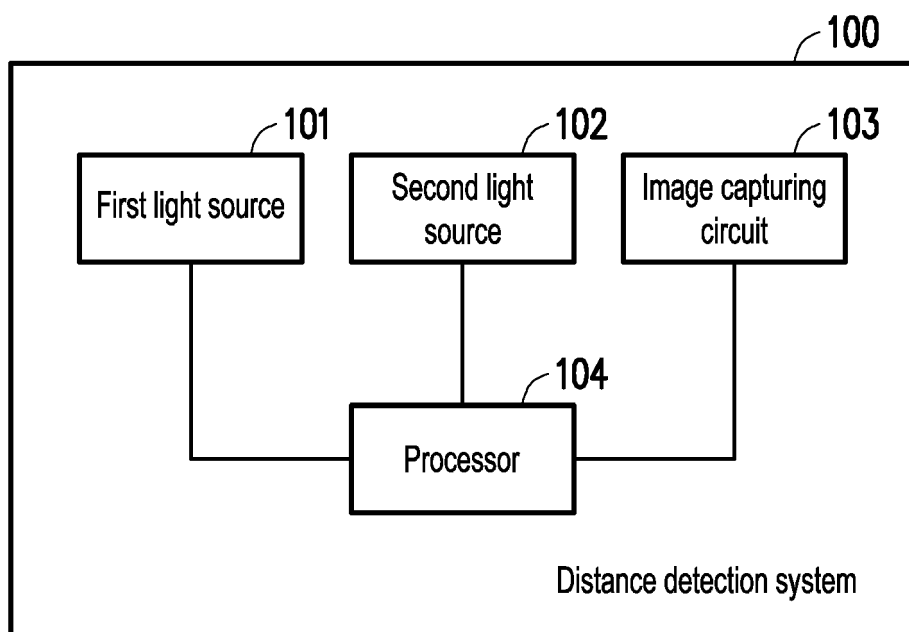 100
101
102
103
First light source
Second light
source
Image capturing
circuit
104
Processor
Distance detection system